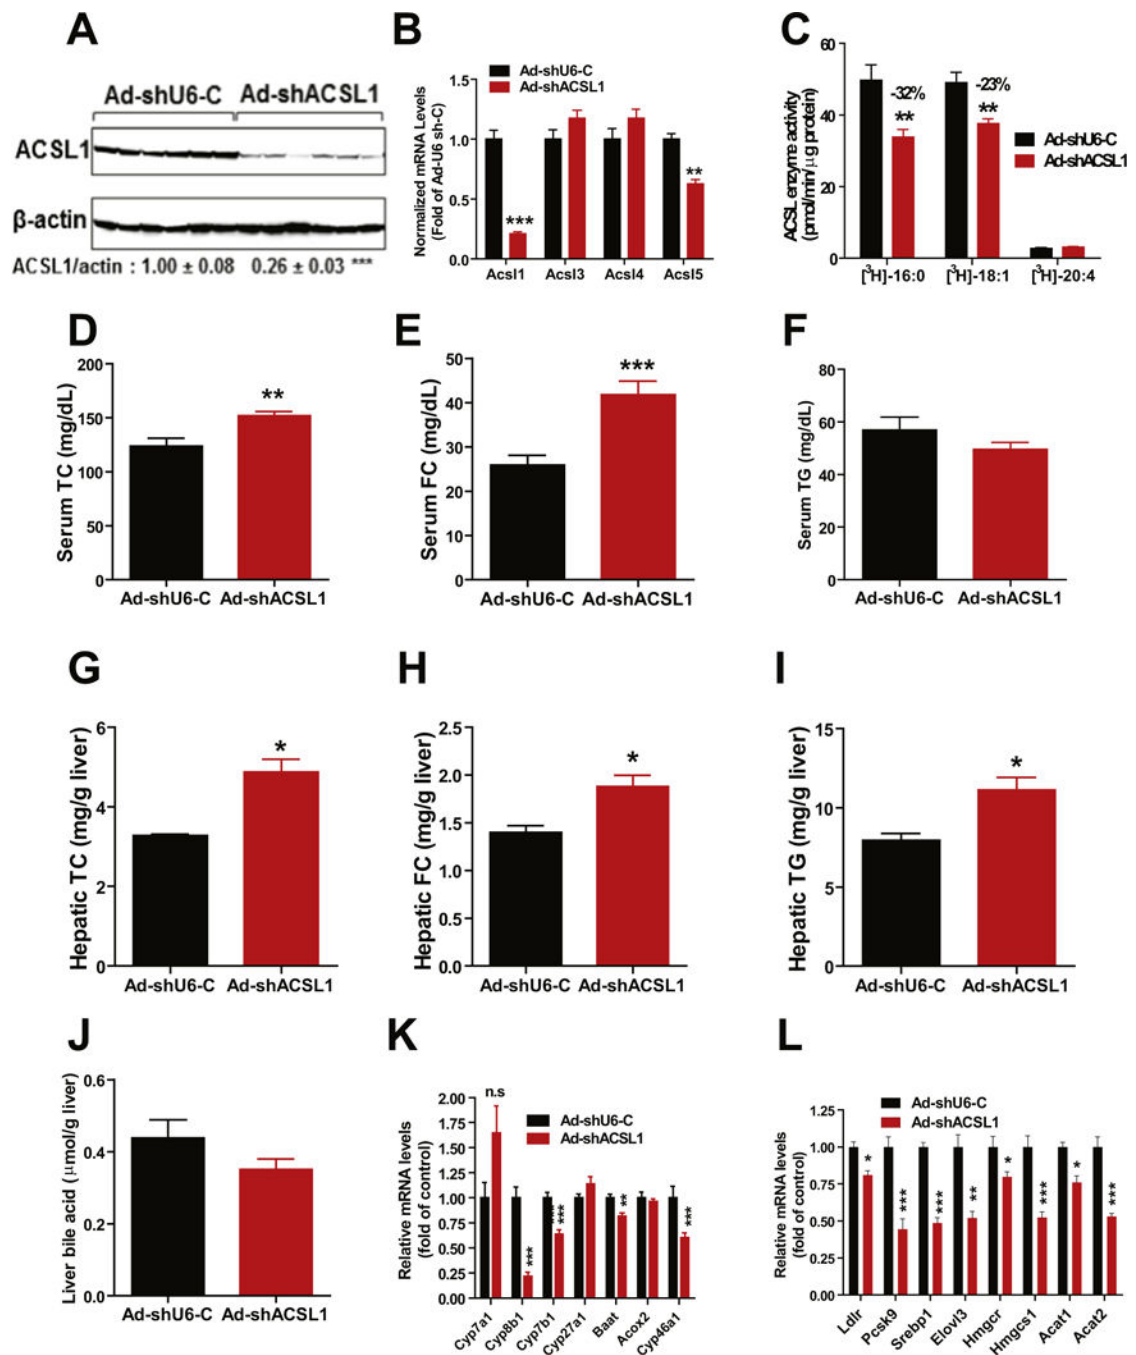 A
Ad-shU6-C Ad-shACSL1
ACSL1
β-actin
ACSL1/actin : 1.00 ± 0.08 0.26 ± 0.03 ***
B
Ad-shU6-C
Ad-shACSL1
Normalized mRNA Levels
(Fold of Ad-U6 sh-C)
1.5
1.0
0.5
0.0
***
**
Acsl1 Acsl3 Acsl4 Acsl5
C
ACSL enzyme activity
(pmol/min/μg protein)
60
40
20
0
-32%
**
-23%
**
Ad-shU6-C
Ad-shACSL1
[³H]-16:0 [³H]-18:1 [³H]-20:4
D
Serum TC (mg/dL)
200
150
100
50
0
**
Ad-shU6-C Ad-shACSL1
E
Serum FC (mg/dL)
50
40
30
20
10
0
***
Ad-shU6-C Ad-shACSL1
F
Serum TG (mg/dL)
80
60
40
20
0
Ad-shU6-C Ad-shACSL1
G
Hepatic TC (mg/g liver)
6
4
2
0
*
Ad-shU6-C Ad-shACSL1
H
Hepatic FC (mg/g liver)
2.5
2.0
1.5
1.0
0.5
0.0
*
Ad-shU6-C Ad-shACSL1
I
Hepatic TG (mg/g liver)
15
10
5
0
*
Ad-shU6-C Ad-shACSL1
J
Liver bile acid (μmol/g liver)
0.6
0.4
0.2
0.0
Ad-shU6-C Ad-shACSL1
K
Relative mRNA levels
(fold of control)
n.s
2.00
1.75
1.50
1.25
1.00
0.75
0.50
0.25
0.00
Ad-shU6-C
Ad-shACSL1
***
***
***
**
***
Cyp7a1 Cyp8b1 Cyp7b1 Cyp27a1 Baat Acox2 Cyp46a1
L
Relative mRNA levels
(fold of control)
1.25
1.00
0.75
0.50
0.25
0.00
Ad-shU6-C
Ad-shACSL1
*
***
***
**
*
***
*
***
Ldlr Pcsk9 Srebp1 Elovl3 Hmgcr Hmgcs1 Acat1 Acat2